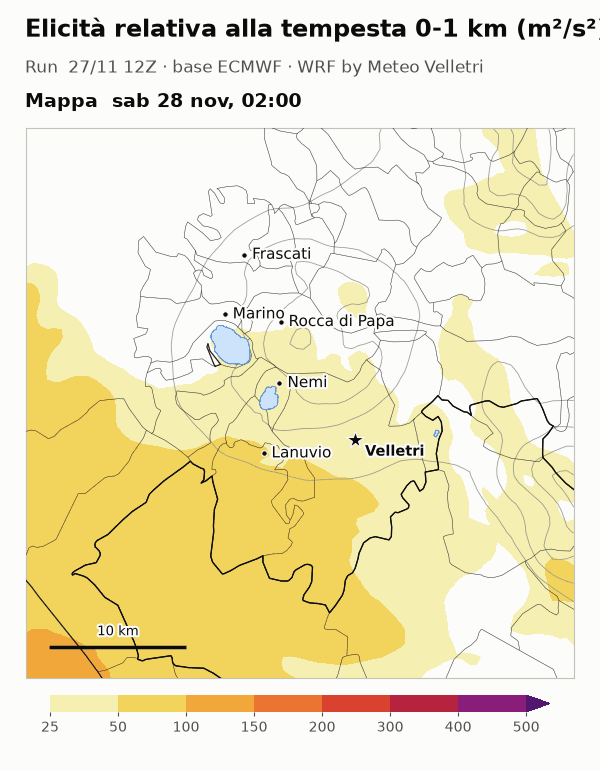 Elicità relativa alla tempesta 0-1 km (m²/s²)
Run  27/11 12Z · base ECMWF · WRF by Meteo Velletri
Mappa  sab 28 nov, 02:00
Frascati
Marino
Rocca di Papa
Nemi
Velletri
Lanuvio
10 km
25 50 100 150 200 300 400 500